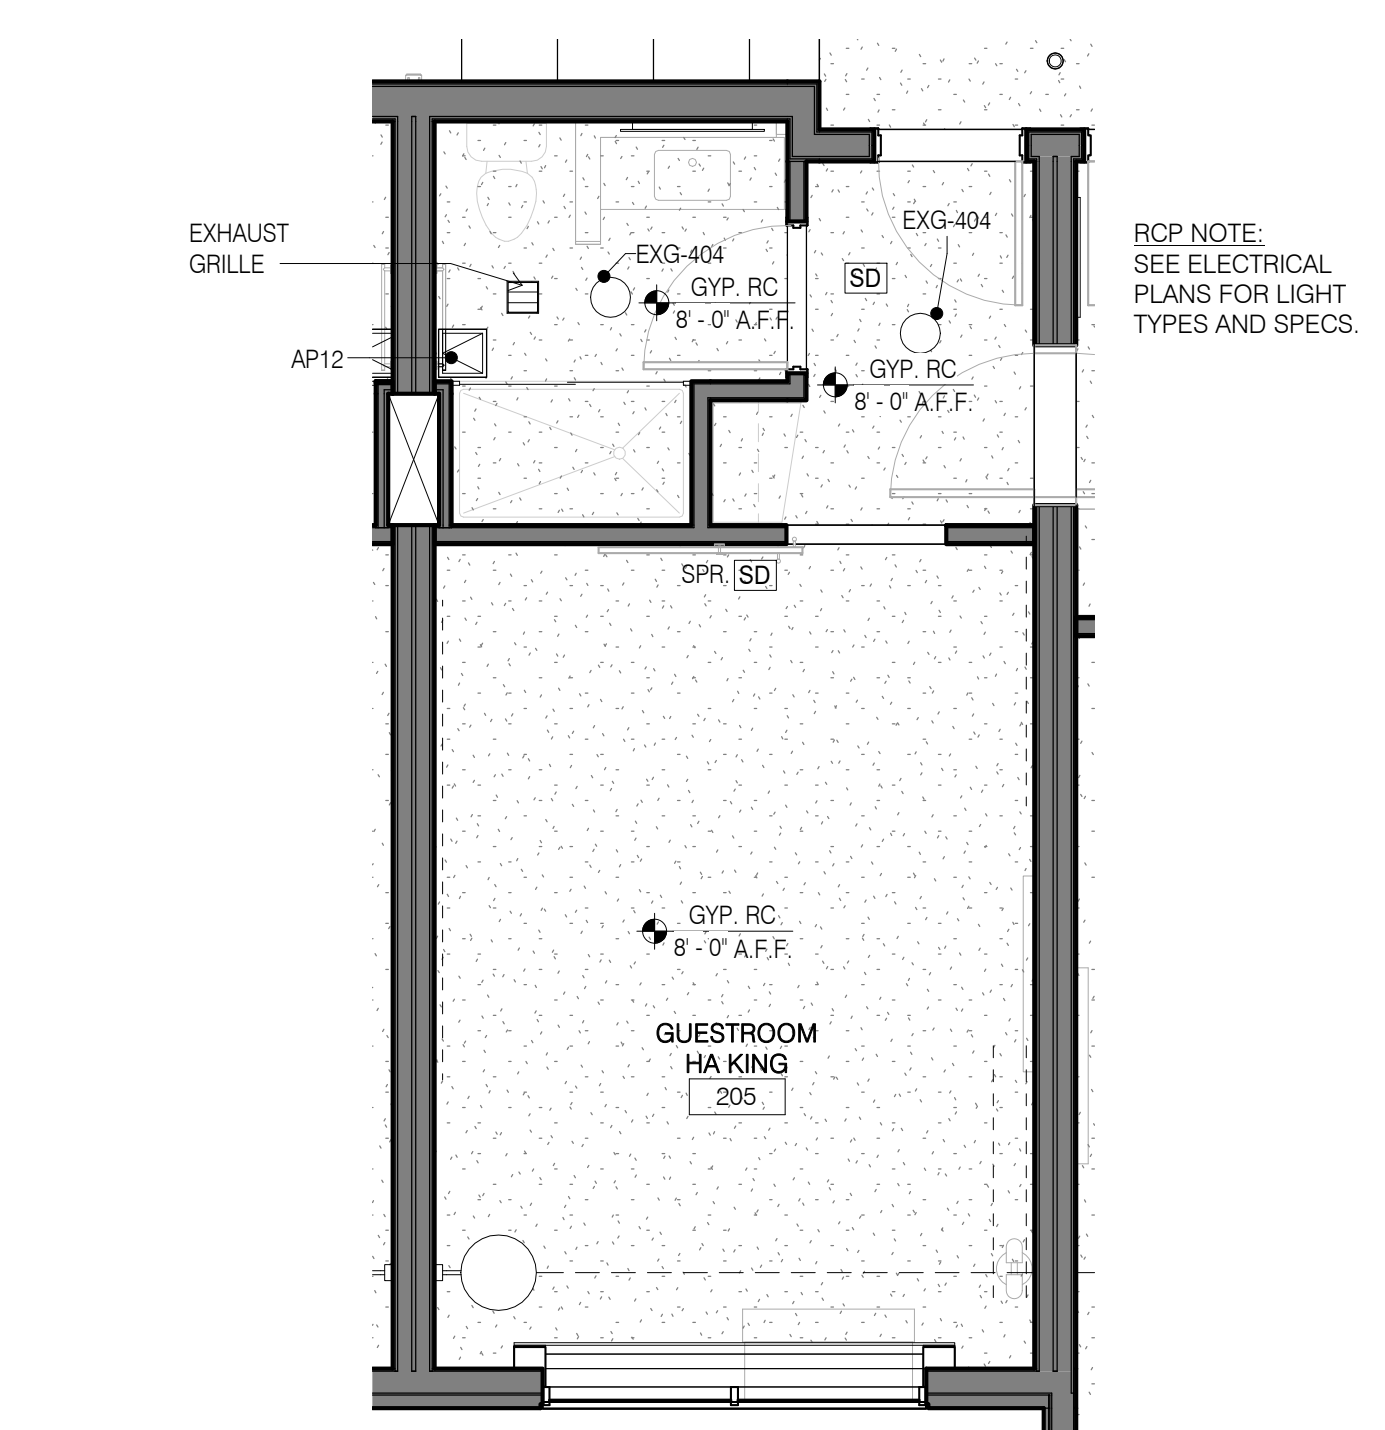 EXHAUST
GRILLE
EXG-404
GYP. RC
8' - 0" A.F.F.
AP12
EXG-404
SD
GYP. RC
8' - 0" A.F.F.
RCP NOTE:
SEE ELECTRICAL
PLANS FOR LIGHT
TYPES AND SPECS.
SPR. SD
GYP. RC
8' - 0" A.F.F.
GUESTROOM
HA KING
205